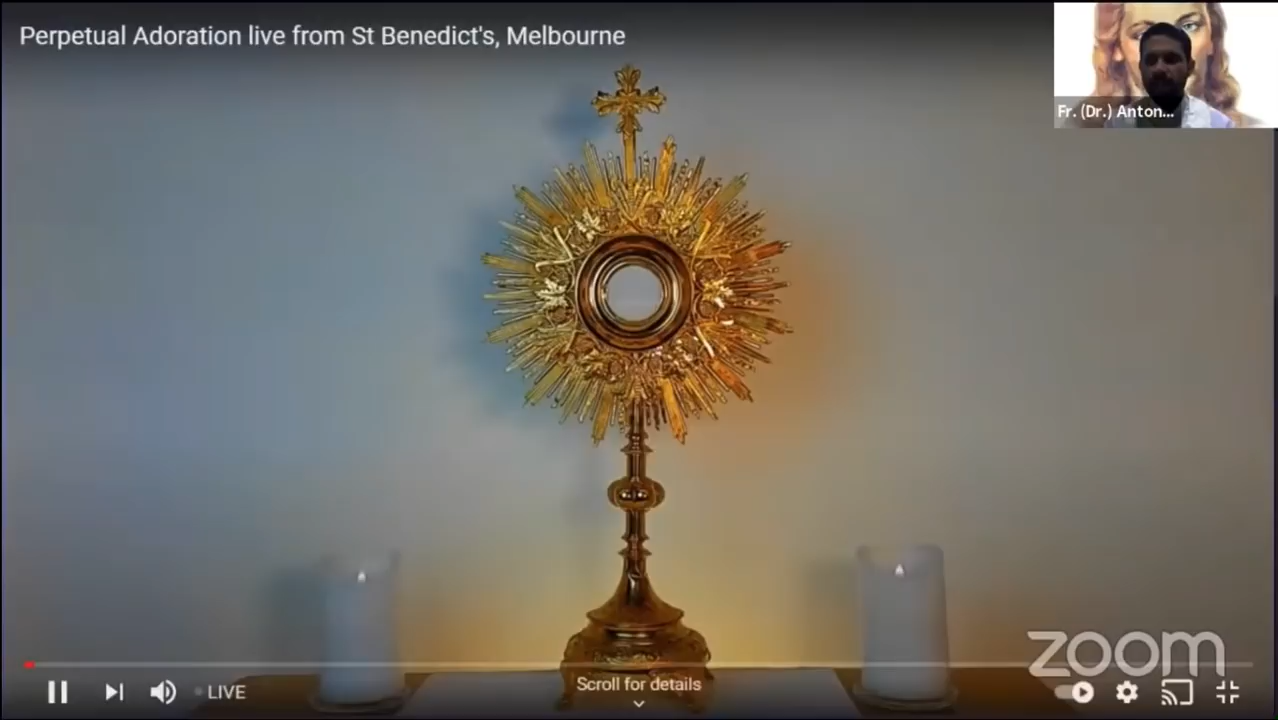 Perpetual Adoration live from St Benedict's, Melbourne
Fr. (Dr.) Anton...
zoom
Scroll for details
LIVE